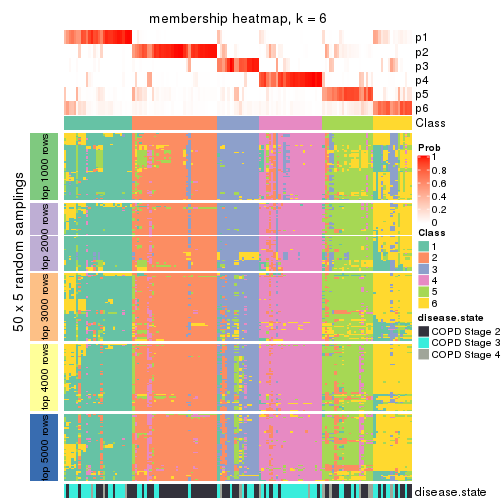 membership heatmap, k = 6
p1
p2
p3
p4
p5
p6
Class
50 x 5 random samplings
top 1000 rows
top 2000 rows
top 3000 rows
top 4000 rows
top 5000 rows
Prob
1
0.8
0.6
0.4
0.2
0
Class
1
2
3
4
5
6
disease.state
COPD Stage 2
COPD Stage 3
COPD Stage 4
disease.state